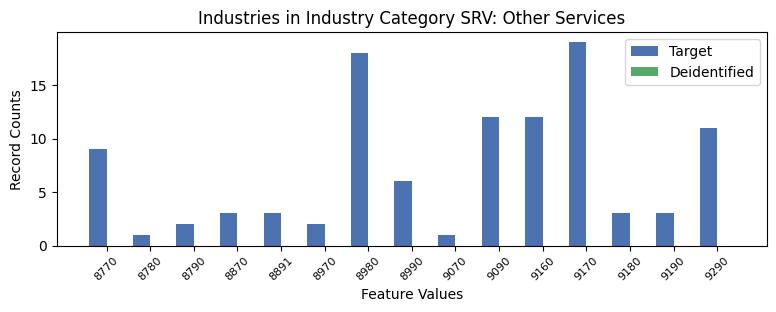 Industries in Industry Category SRV: Other Services
Target
Deidentified
Record Counts
15
10
5
0
8770 8780 8790 8870 8891 8970 8980 8990 9070 9090 9160 9170 9180 9190 9290
Feature Values